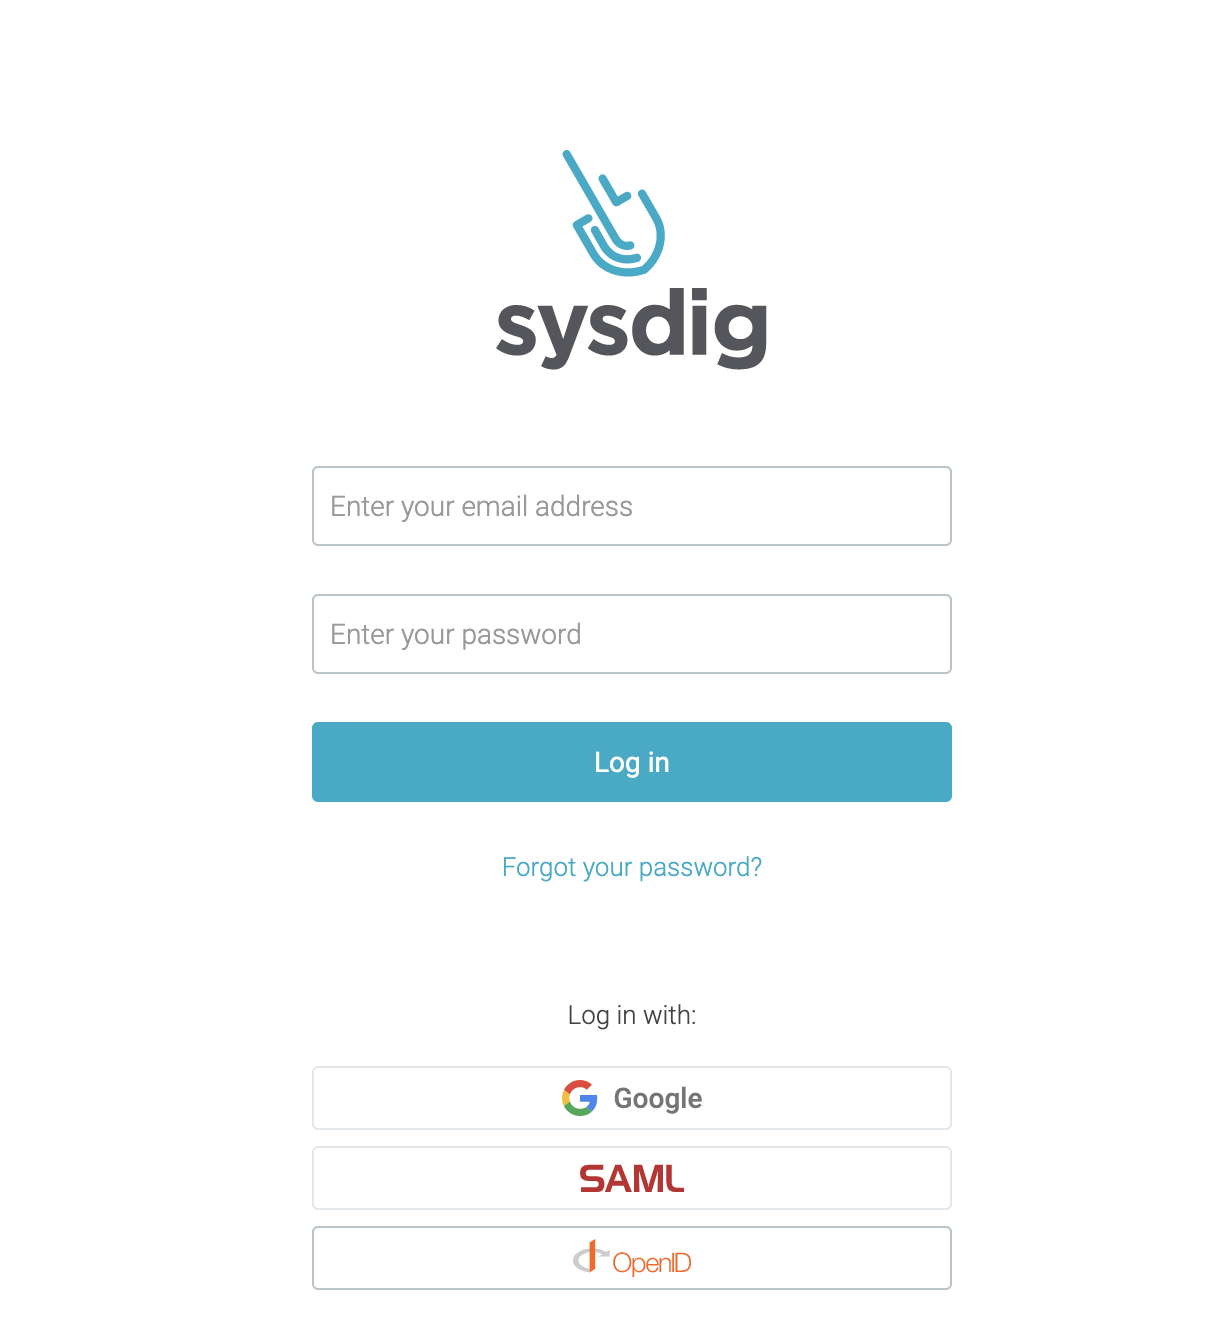 sysdig
Enter your email address
Enter your password
Log in
Forgot your password?
Log in with:
Google
SAML
OpenID